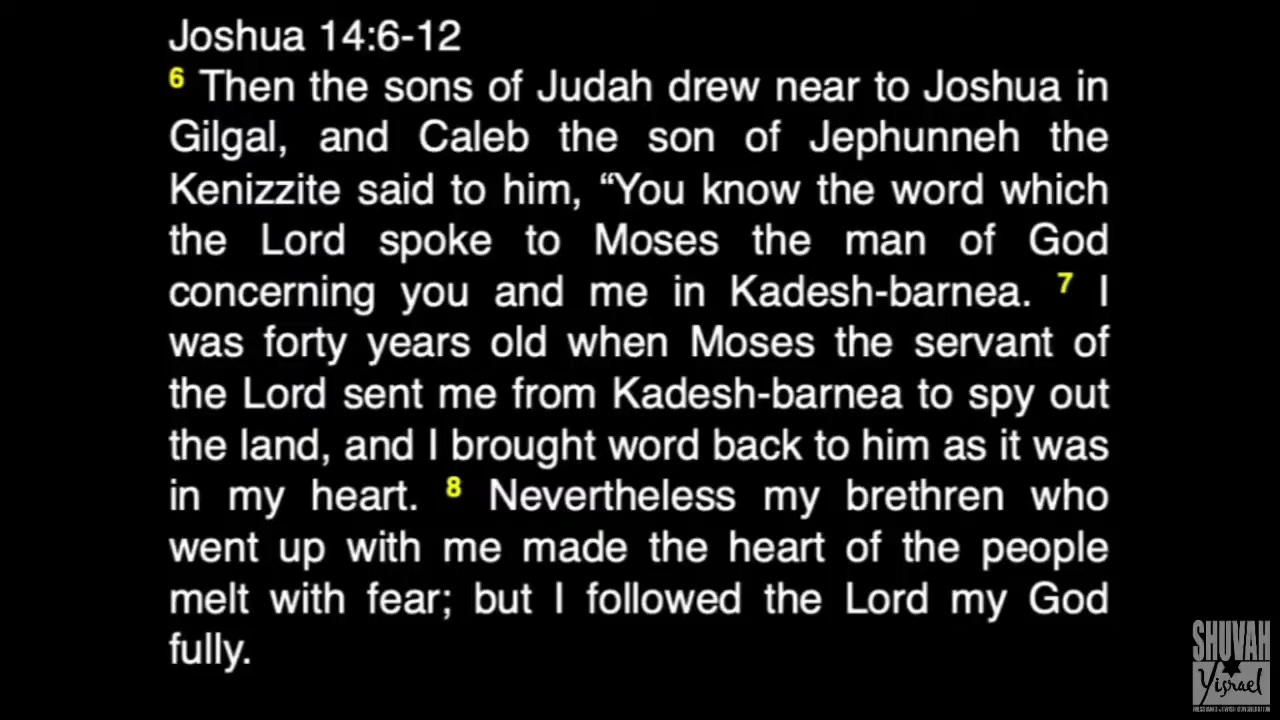 Joshua 14:6-12
6 Then the sons of Judah drew near to Joshua in
Gilgal, and Caleb the son of Jephunneh the
Kenizzite said to him, “You know the word which
the Lord spoke to Moses the man of God
concerning you and me in Kadesh-barnea. 7 I
was forty years old when Moses the servant of
the Lord sent me from Kadesh-barnea to spy out
the land, and I brought word back to him as it was
in my heart. 8 Nevertheless my brethren who
went up with me made the heart of the people
melt with fear; but I followed the Lord my God
fully.
SHUVAH
Yisrael